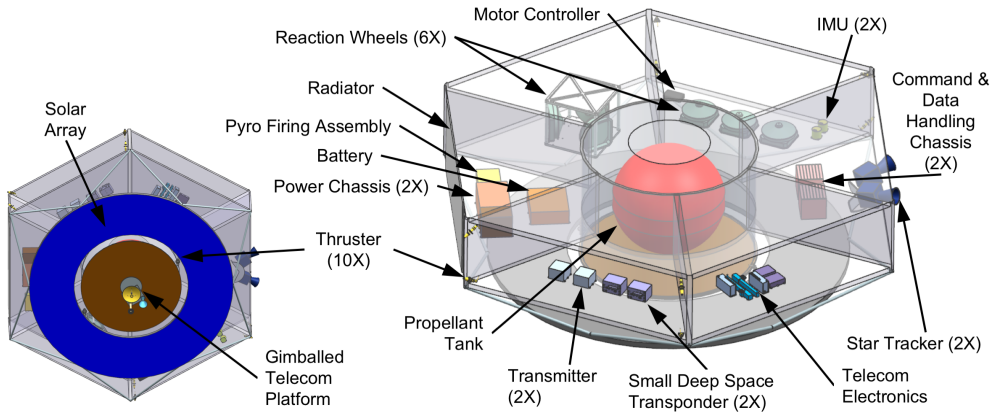 Solar
Array
Thruster
(10X)
Gimballed
Telecom
Platform
Motor Controller
Reaction Wheels (6X)
Radiator
Pyro Firing Assembly
Battery
Power Chassis (2X)
IMU (2X)
Command &
Data
Handling
Chassis
(2X)
Propellant
Tank
Transmitter
(2X)
Small Deep Space
Transponder (2X)
Telecom
Electronics
Star Tracker (2X)